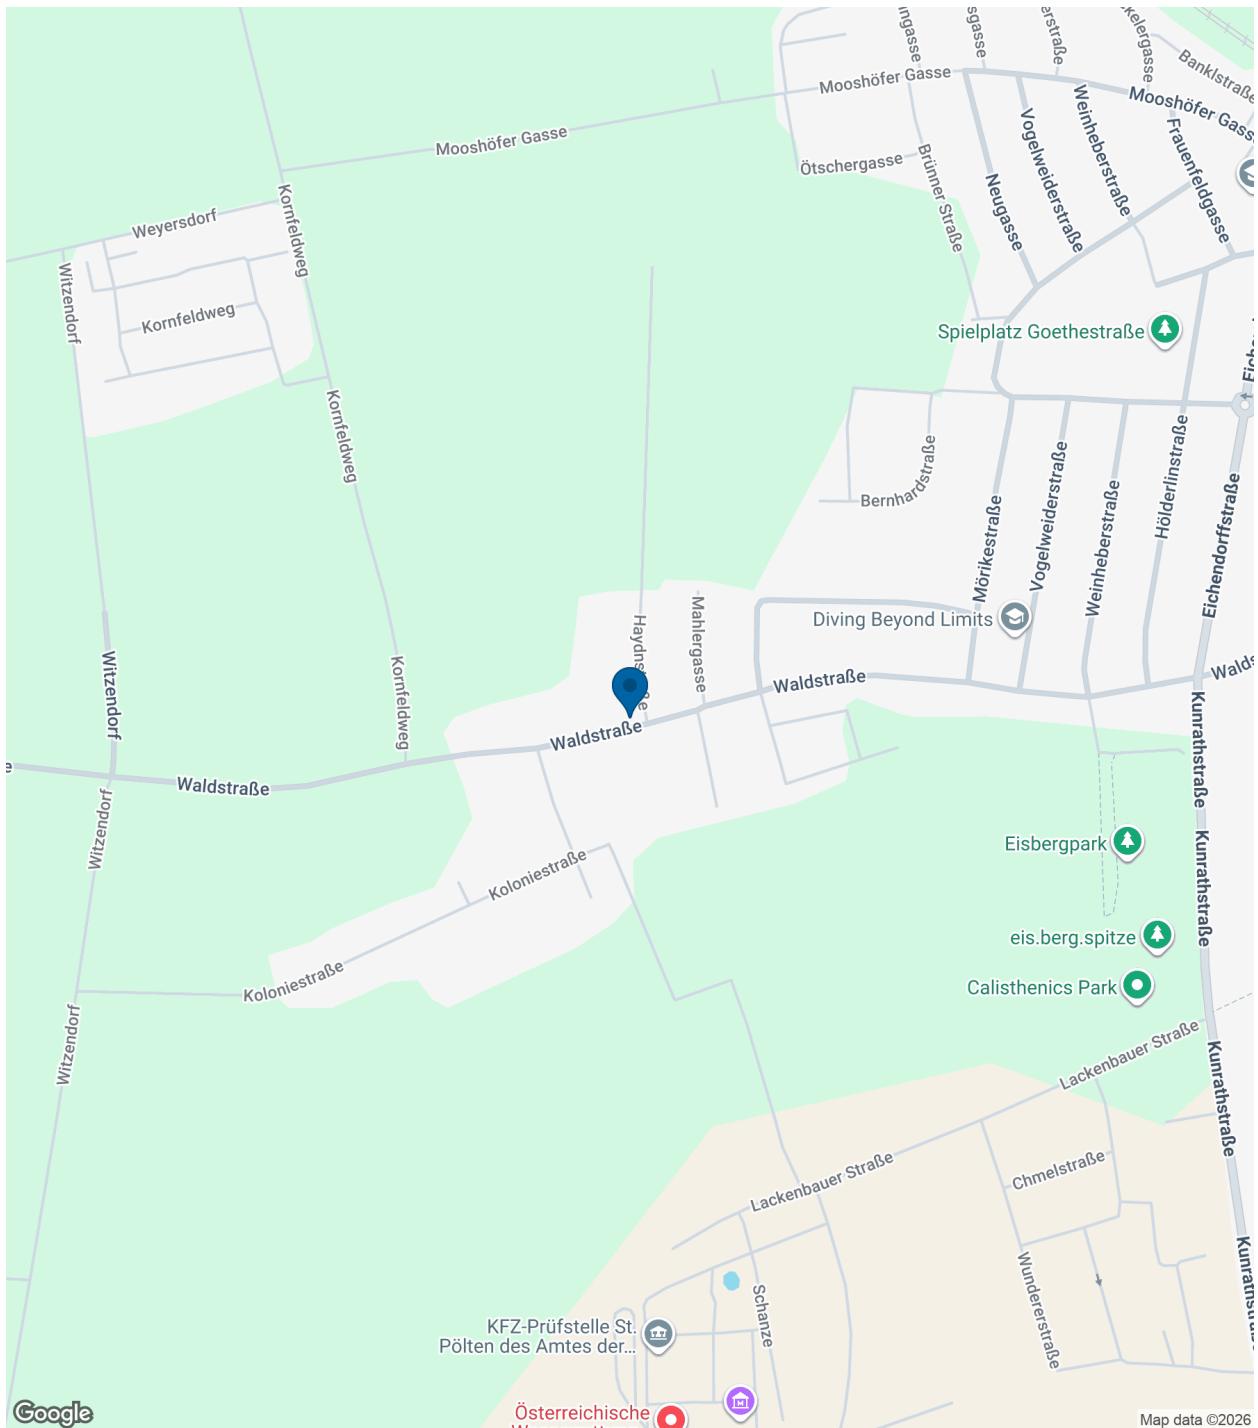 Mooshöfer Gasse
Banklstraße
Mooshöfer Gasse
Mooshöfer Gasse
Weinheberstraße
Vogelweiderstraße
Frauenfeldgasse
Ötschergasse
Brünner Straße
Neugasse
Kornfeldweg
Weyersdorf
Witzendorf
Kornfeldweg
Spielplatz Goethestraße
Kornfeldweg
Bernhardstraße
Hölderlinstraße
Vogelweiderstraße
Weinheberstraße
Eichendorffstraße
Mörikestraße
Diving Beyond Limits
Mahlergasse
Witzendorf
Kornfeldweg
Waldstraße
Waldstraße
Waldstraße
Kunrathstraße
Witzendorf
Eisbergpark
Kunrathstraße
Koloniestraße
eis.berg.spitze
Koloniestraße
Calisthenics Park
Witzendorf
Lackenbauer Straße
Kunrathstraße
Chmelstraße
Lackenbauer Straße
Wundererstraße
Schanze
KFZ-Prüfstelle St.
Pölten des Amtes der...
Österreichische
Google
Map data ©2026